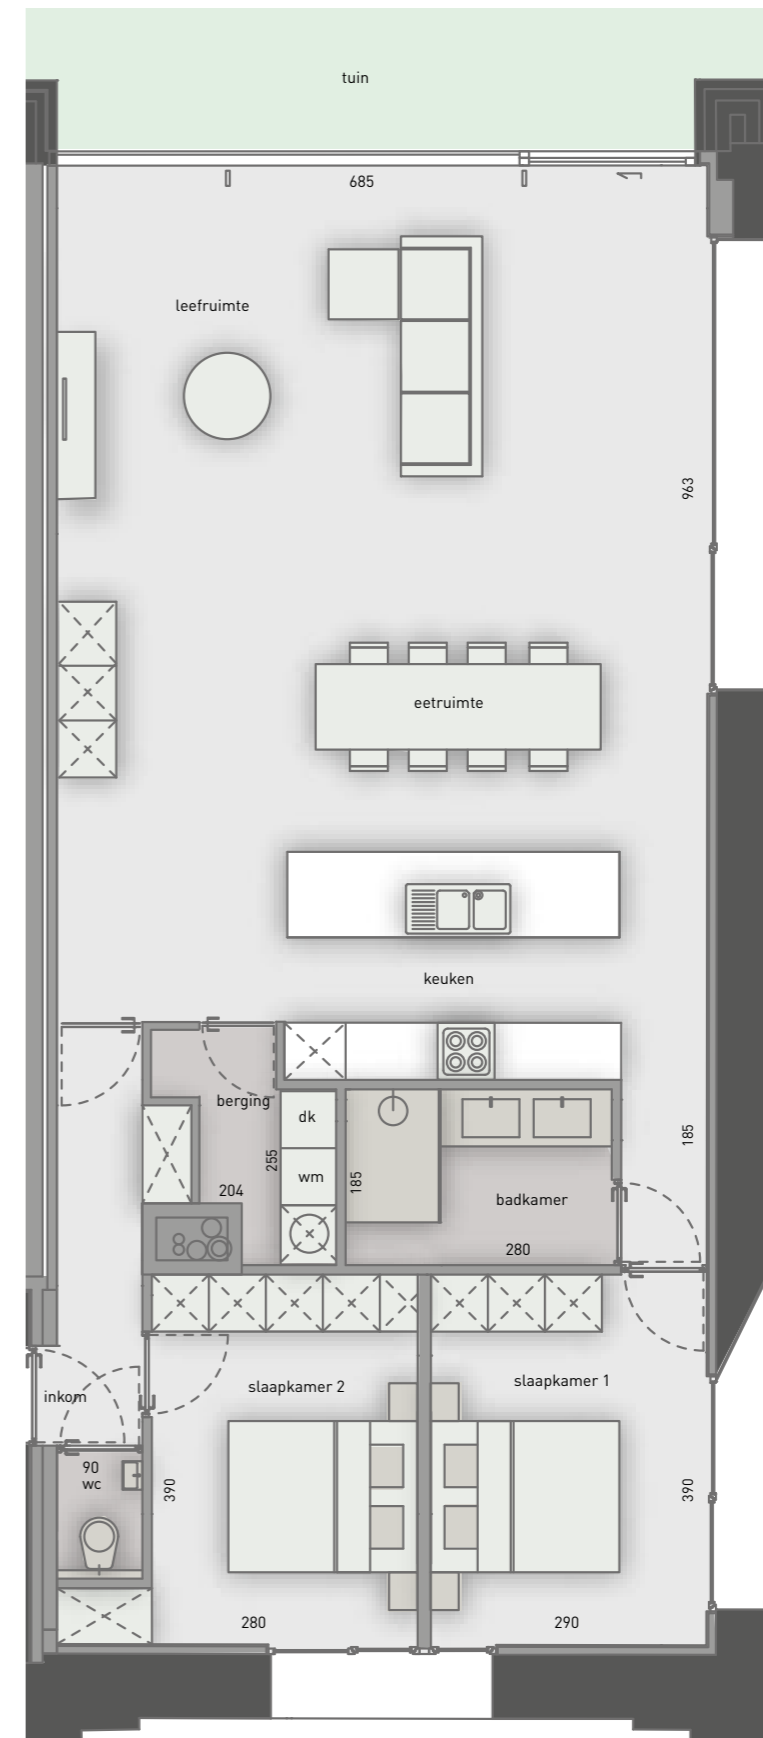 tuin
685
leefruimte
963
eetruimte
keuken
berging
dk
255
wm
185
185
204
badkamer
280
slaapkamer 2
slaapkamer 1
inkom
90
wc
390
390
280
290